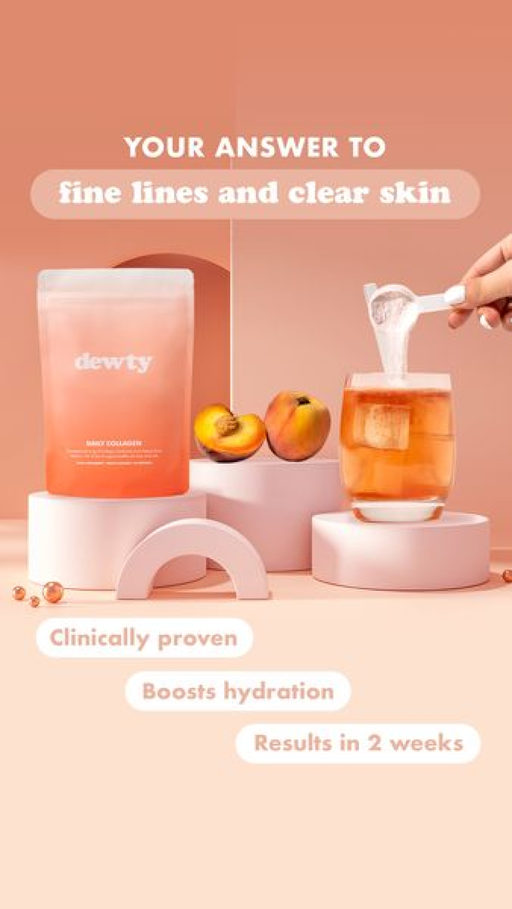 YOUR ANSWER TO
fine lines and clear skin
dewty
DAILY COLLAGEN
Clinically proven
Boosts hydration
Results in 2 weeks